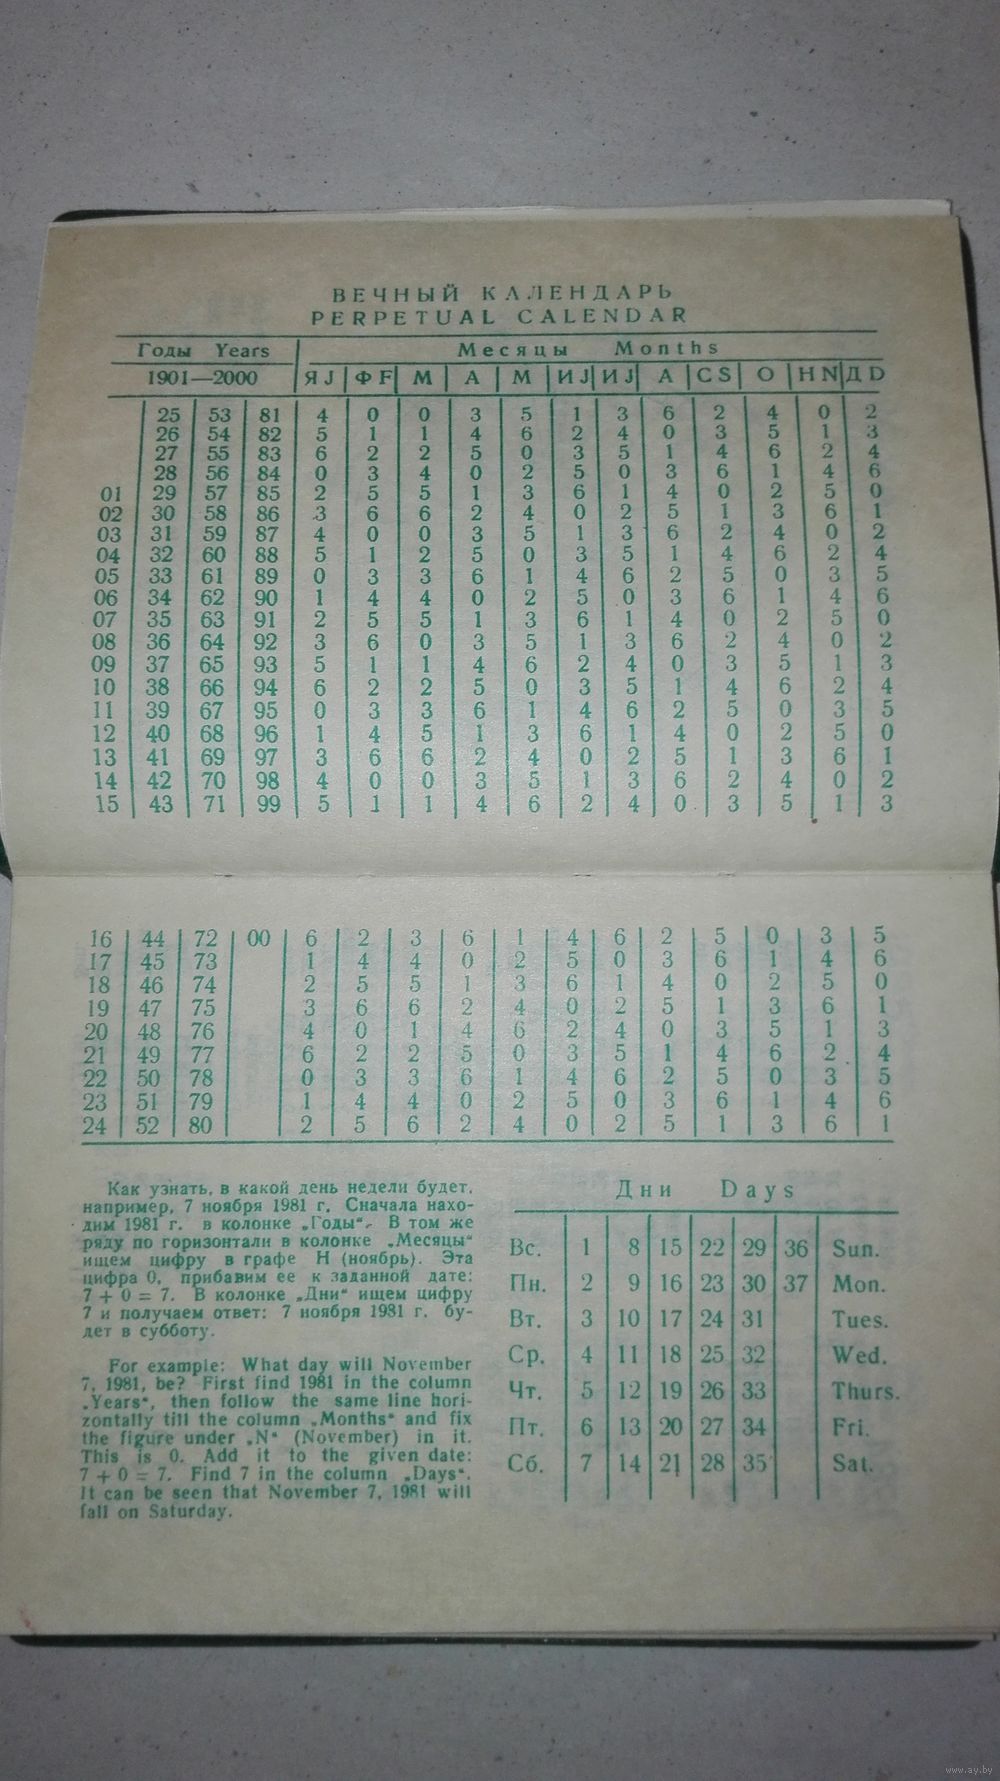 ВЕЧНЫЙ КАЛЕНДАРЬ
PERPETUAL CALENDAR
Годы Years Месяцы Months
1901—2000 Я J Ф F М А М И J И J А С S О Н N Д D
25 53 81 4 0 0 3 5 1 3 6 2 4 0 2
26 54 82 5 1 1 4 6 2 4 0 3 5 1 3
27 55 83 6 2 2 5 0 3 5 1 4 6 2 4
28 56 84 0 3 4 0 2 5 0 3 6 1 4 6
01 29 57 85 2 5 5 1 3 6 1 4 0 2 5 0
02 30 58 86 3 6 6 2 4 0 2 5 1 3 6 1
03 31 59 87 4 0 0 3 5 1 3 6 2 4 0 2
04 32 60 88 5 1 2 5 0 3 5 1 4 6 2 4
05 33 61 89 0 3 3 6 1 4 6 2 5 0 3 5
06 34 62 90 1 4 4 0 2 5 0 3 6 1 4 6
07 35 63 91 2 5 5 1 3 6 1 4 0 2 5 0
08 36 64 92 3 6 0 3 5 1 3 6 2 4 0 2
09 37 65 93 5 1 1 4 6 2 4 0 3 5 1 3
10 38 66 94 6 2 2 5 0 3 5 1 4 6 2 4
11 39 67 95 0 3 3 6 1 4 6 2 5 0 3 5
12 40 68 96 1 4 5 1 3 6 1 4 0 2 5 0
13 41 69 97 3 6 6 2 4 0 2 5 1 3 6 1
14 42 70 98 4 0 0 3 5 1 3 6 2 4 0 2
15 43 71 99 5 1 1 4 6 2 4 0 3 5 1 3
16 44 72 00 6 2 3 6 1 4 6 2 5 0 3 5
17 45 73 1 4 4 0 2 5 0 3 6 1 4 6
18 46 74 2 5 5 1 3 6 1 4 0 2 5 0
19 47 75 3 6 6 2 4 0 2 5 1 3 6 1
20 48 76 4 0 1 4 6 2 4 0 3 5 1 3
21 49 77 6 2 2 5 0 3 5 1 4 6 2 4
22 50 78 0 3 3 6 1 4 6 2 5 0 3 5
23 51 79 1 4 4 0 2 5 0 3 6 1 4 6
24 52 80 2 5 6 2 4 0 2 5 1 3 6 1
Как узнать, в какой день недели будет,
например, 7 ноября 1981 г. Сначала нахо-
дим 1981 г. в колонке „Годы“. В том же
ряду по горизонтали в колонке „Месяцы“
ищем цифру в графе Н (ноябрь). Эта
цифра 0, прибавим ее к заданной дате:
7 + 0 = 7. В колонке „Дни“ ищем цифру
7 и получаем ответ: 7 ноября 1981 г. бу-
дет в субботу.
For example: What day will November
7, 1981, be? First find 1981 in the column
„Years“, then follow the same line hori-
zontally till the column „Months“ and fix
the figure under „N“ (November) in it.
This is 0. Add it to the given date:
7 + 0 = 7. Find 7 in the column „Days“.
It can be seen that November 7, 1981 will
fall on Saturday.
Дни Days
Вс. 1 8 15 22 29 36 Sun.
Пн. 2 9 16 23 30 37 Mon.
Вт. 3 10 17 24 31 Tues.
Ср. 4 11 18 25 32 Wed.
Чт. 5 12 19 26 33 Thurs.
Пт. 6 13 20 27 34 Fri.
Сб. 7 14 21 28 35 Sat.
www.ay.by